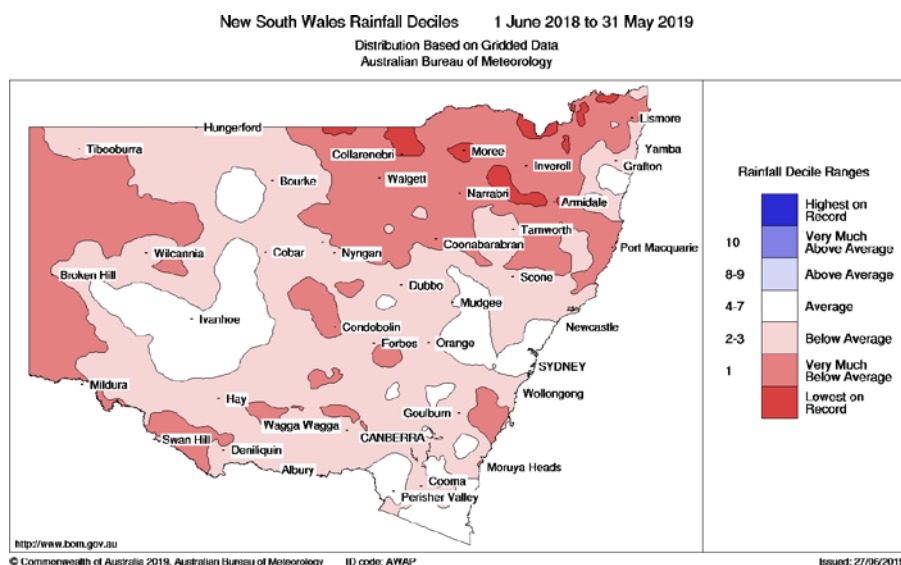 New South Wales Rainfall Deciles 1 June 2018 to 31 May 2019
Distribution Based on Gridded Data
Australian Bureau of Meteorology
Hungerford
Lismore
Tibooburra
Collarenebri
Moree
Yamba
Inverell
Grafton
Bourke
Walgett
Narrabri
Armidale
Tamworth
Wilcannia
Cobar
Nyngan
Coonabarabran
Port Macquarie
Broken Hill
Scone
Dubbo
Mudgee
Ivanhoe
Condobolin
Newcastle
Forbes
Orange
SYDNEY
Mildura
Wollongong
Hay
Goulburn
Wagga Wagga
CANBERRA
Swan Hill
Deniliquin
Albury
Moruya Heads
Cooma
Perisher Valley
http://www.bom.gov.au
Rainfall Decile Ranges
Highest on
Record
10 Very Much
Above Average
8-9 Above Average
4-7 Average
2-3 Below Average
1 Very Much
Below Average
Lowest on
Record
© Commonwealth of Australia 2019, Australian Bureau of Meteorology ID code: AWAP Issued: 27/06/2019